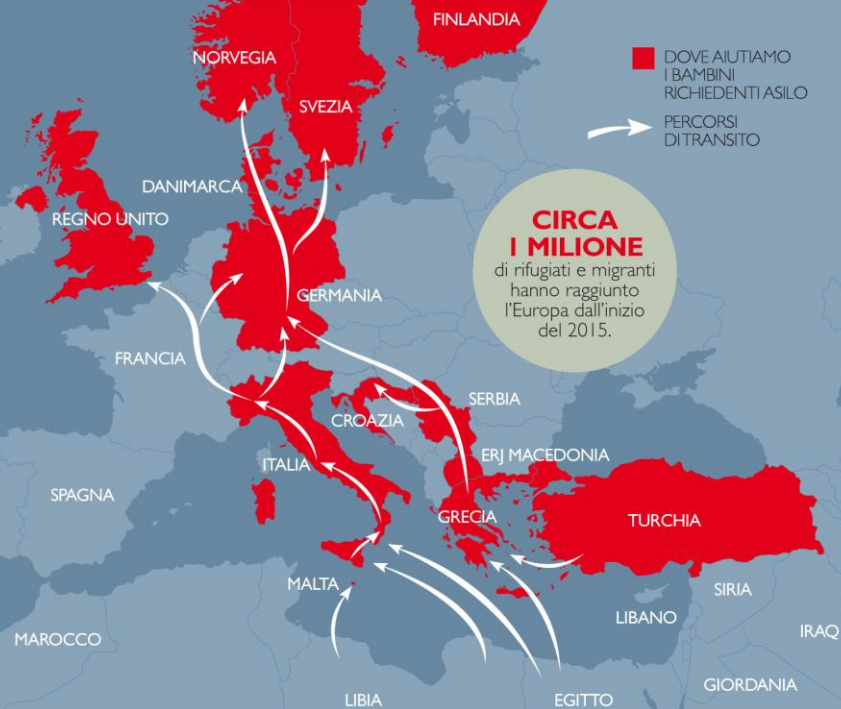 FINLANDIA
NORVEGIA
SVEZIA
DOVE AIUTIAMO
I BAMBINI
RICHIEDENTI ASILO
PERCORSI
DI TRANSITO
DANIMARCA
REGNO UNITO
CIRCA
1 MILIONE
di rifugiati e migranti
hanno raggiunto
l'Europa dall'inizio
del 2015.
GERMANIA
FRANCIA
SERBIA
CROAZIA
ERJ MACEDONIA
ITALIA
SPAGNA
GRECIA
TURCHIA
MALTA
SIRIA
LIBANO
IRAQ
MAROCCO
GIORDANIA
LIBIA
EGITTO